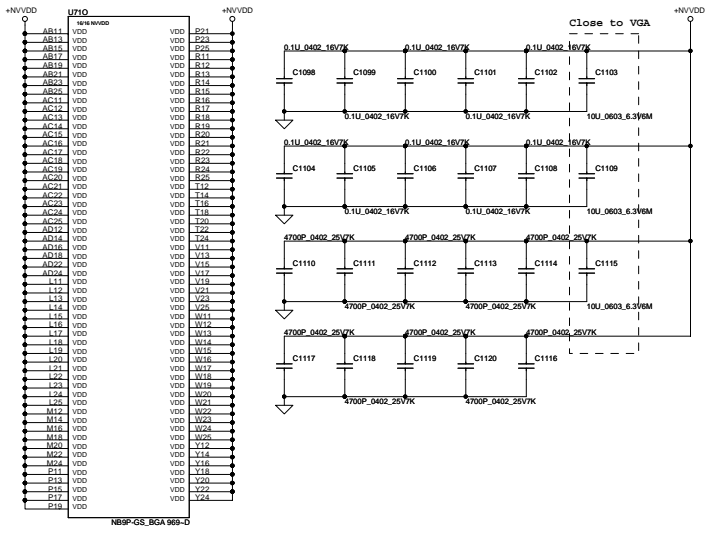 +NVVDD +NVVDD +NVVDD
U71O
16/16 NVVDD
AB11 VDD VDD P21
AB13 VDD VDD P23
AB15 VDD VDD P25
AB17 VDD VDD R11
AB19 VDD VDD R12
AB21 VDD VDD R13
AB23 VDD VDD R14
AB25 VDD VDD R15
AC11 VDD VDD R16
AC12 VDD VDD R17
AC13 VDD VDD R18
AC14 VDD VDD R19
AC15 VDD VDD R20
AC16 VDD VDD R21
AC17 VDD VDD R22
AC18 VDD VDD R23
AC19 VDD VDD R24
AC20 VDD VDD R25
AC21 VDD VDD T12
AC22 VDD VDD T14
AC23 VDD VDD T16
AC24 VDD VDD T18
AC25 VDD VDD T20
AD12 VDD VDD T22
AD14 VDD VDD T24
AD16 VDD VDD V11
AD18 VDD VDD V13
AD22 VDD VDD V15
AD24 VDD VDD V17
L11 VDD VDD V19
L12 VDD VDD V21
L13 VDD VDD V23
L14 VDD VDD V25
L15 VDD VDD W11
L16 VDD VDD W12
L17 VDD VDD W13
L18 VDD VDD W14
L19 VDD VDD W15
L20 VDD VDD W16
L21 VDD VDD W17
L22 VDD VDD W18
L23 VDD VDD W19
L24 VDD VDD W20
L25 VDD VDD W21
M12 VDD VDD W22
M14 VDD VDD W23
M16 VDD VDD W24
M18 VDD VDD W25
M20 VDD VDD Y12
M22 VDD VDD Y14
M24 VDD VDD Y16
P11 VDD VDD Y18
P13 VDD VDD Y20
P15 VDD VDD Y22
P17 VDD VDD Y24
P19 VDD
NB9P-GS_BGA 969~D
Close to VGA
0.1U_0402_16V7K 0.1U_0402_16V7K 0.1U_0402_16V7K
C1098 C1099 C1100 C1101 C1102 C1103
0.1U_0402_16V7K 0.1U_0402_16V7K 10U_0603_6.3V6M
0.1U_0402_16V7K 0.1U_0402_16V7K 0.1U_0402_16V7K
C1104 C1105 C1106 C1107 C1108 C1109
0.1U_0402_16V7K 0.1U_0402_16V7K 10U_0603_6.3V6M
4700P_0402_25V7K 4700P_0402_25V7K 4700P_0402_25V7K
C1110 C1111 C1112 C1113 C1114 C1115
4700P_0402_25V7K 4700P_0402_25V7K 10U_0603_6.3V6M
4700P_0402_25V7K 4700P_0402_25V7K 4700P_0402_25V7K
C1117 C1118 C1119 C1120 C1116
4700P_0402_25V7K 4700P_0402_25V7K